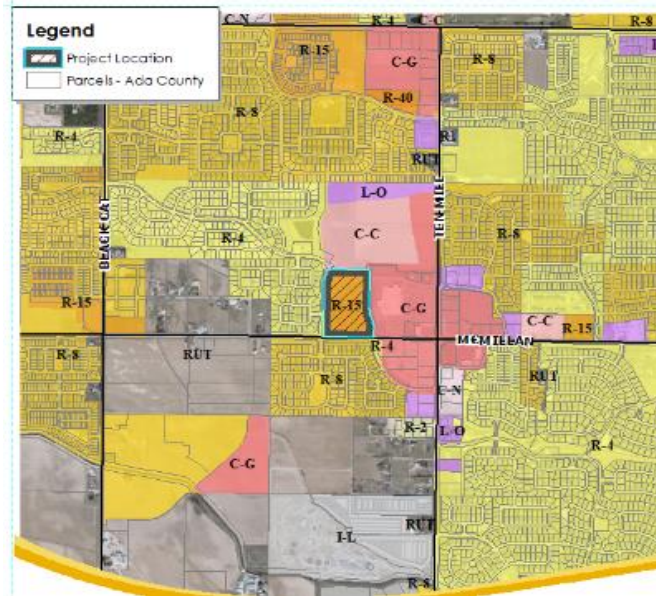 Legend
Project Location
Parcels - Ada County
C-N
R-4
C-C
R-8
R-15
C-G
R-8
R-40
R-8
R-4
RUT
R1
L-O
BLACK CAT
TEN MILE
C-C
R-4
R-8
R-15
R-15
C-G
C-C
R-15
MCMILLAN
R-4
R-8
RUT
R-8
RUT
C-N
R-2
L-O
R-4
C-G
I-L
RUT
R-8